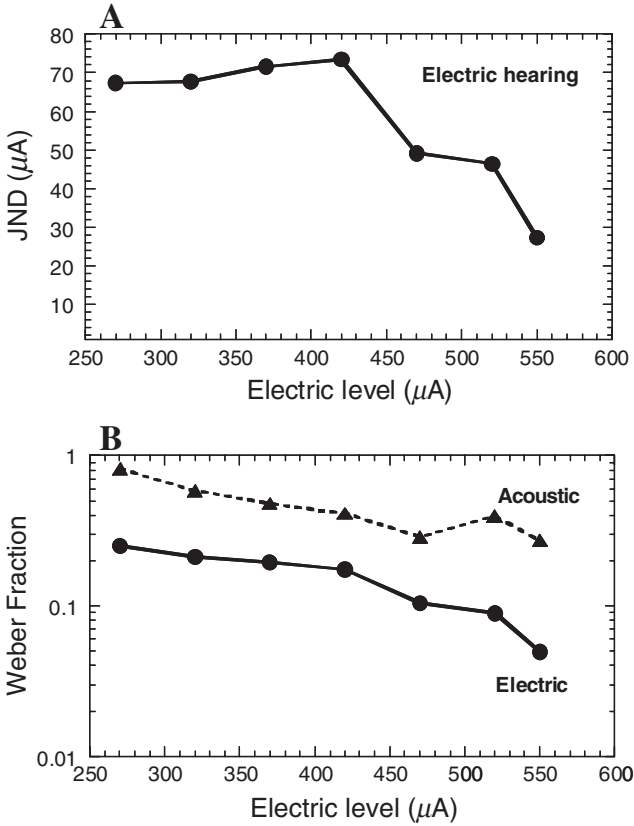 A
80
70
60
50
40
30
20
10
Electric hearing
JND (µA)
250 300 350 400 450 500 550 600
Electric level (µA)
B
1
0.1
0.01
Acoustic
Electric
Weber Fraction
250 300 350 400 450 500 550 600
Electric level (µA)